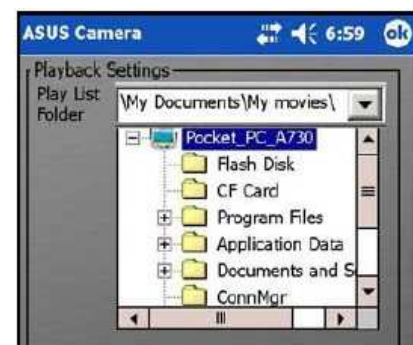 ASUS Camera 6:59 ok
Playback Settings
Play List Folder
\My Documents\My movies\
Pocket_PC_A730
Flash Disk
CF Card
Program Files
Application Data
Documents and S
ConnMgr